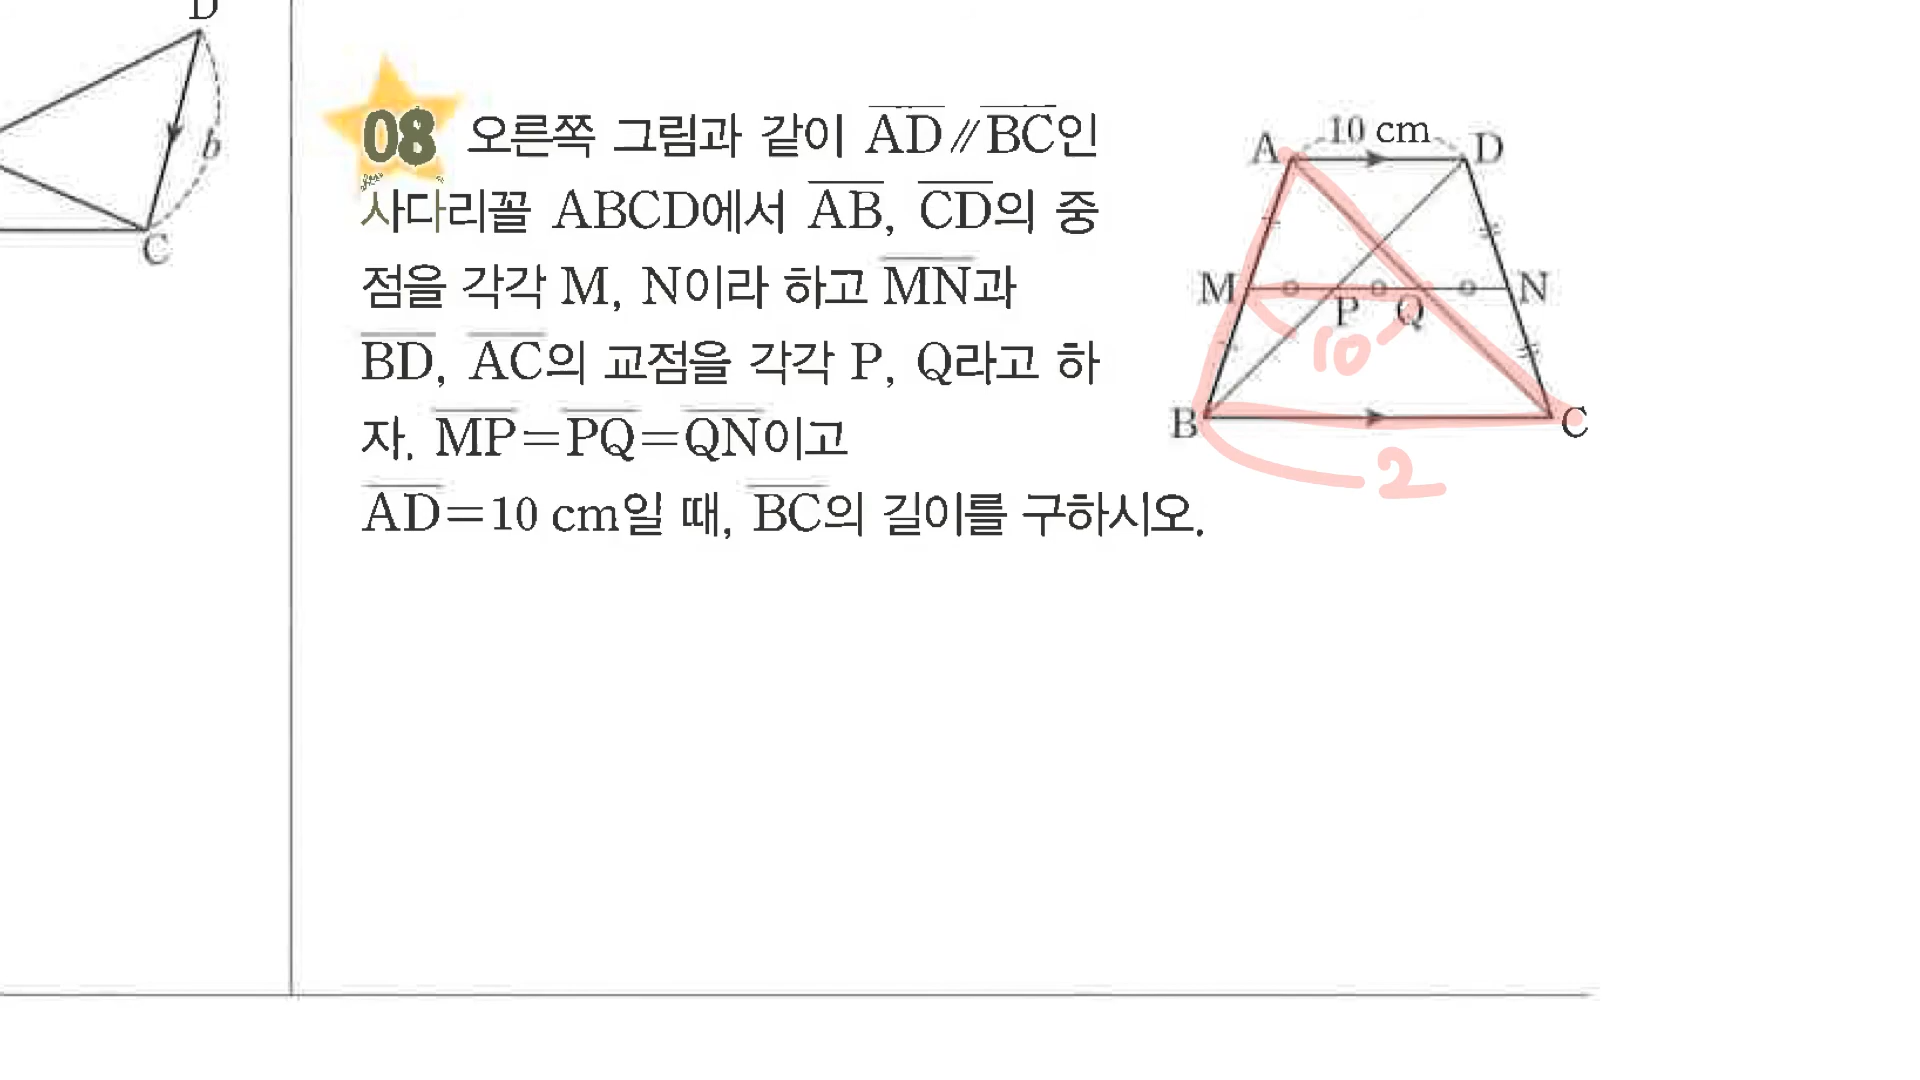 D
b
C
08 오른쪽 그림과 같이 AD∥BC인
사다리꼴 ABCD에서 AB, CD의 중
점을 각각 M, N이라 하고 MN과
BD, AC의 교점을 각각 P, Q라고 하
자. MP=PQ=QN이고
AD=10 cm일 때, BC의 길이를 구하시오.
A 10 cm D
M P Q N
10
B C
2